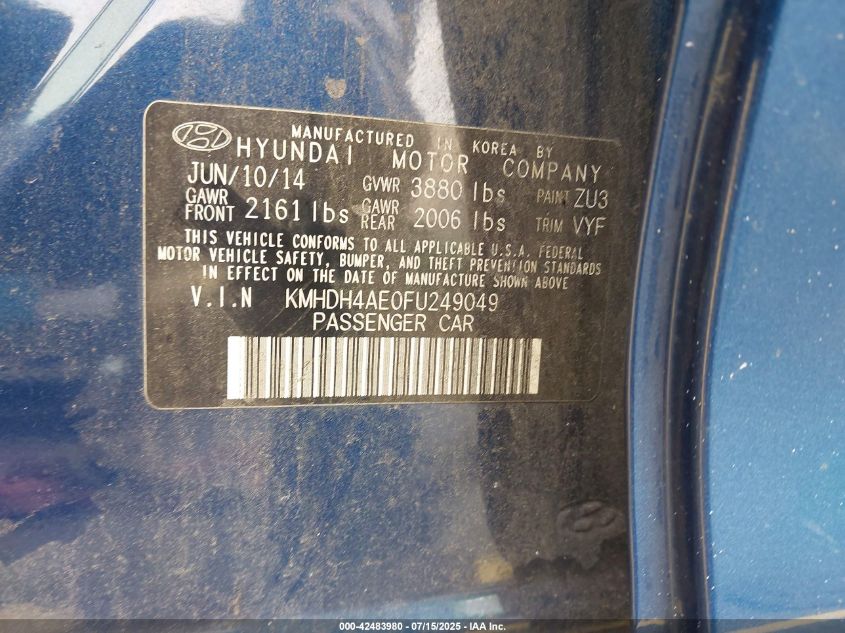 MANUFACTURED IN KOREA BY
HYUNDAI MOTOR COMPANY
JUN/10/14 GVWR 3880 lbs PAINT ZU3
GAWR FRONT 2161 lbs GAWR REAR 2006 lbs TRIM VYF
THIS VEHICLE CONFORMS TO ALL APPLICABLE U.S.A. FEDERAL
MOTOR VEHICLE SAFETY, BUMPER, AND THEFT PREVENTION STANDARDS
IN EFFECT ON THE DATE OF MANUFACTURE SHOWN ABOVE
V.I.N KMHDH4AE0FU249049
PASSENGER CAR
000-42483980 - 07/15/2025 - IAA Inc.